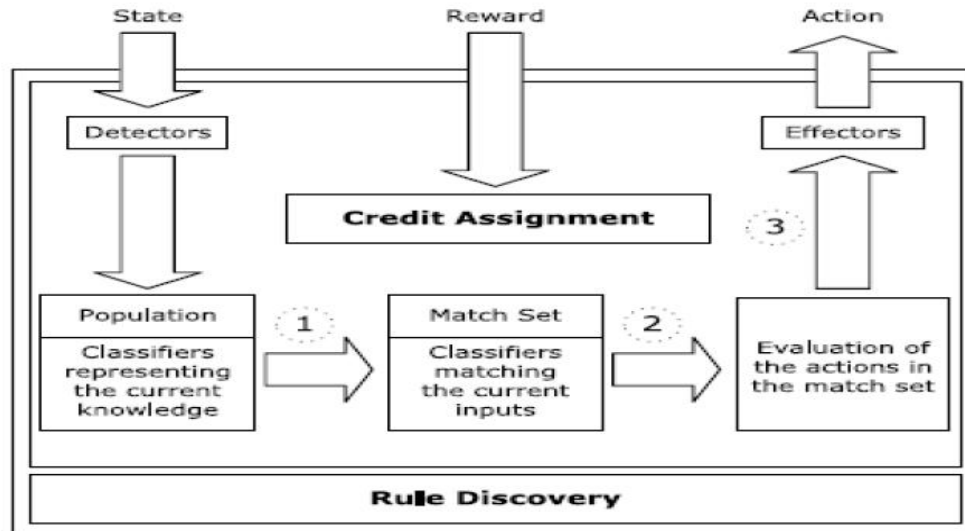 State
Reward
Action
Detectors
Effectors
Credit Assignment
3
Population
1
Match Set
2
Classifiers
representing
the current
knowledge
Classifiers
matching
the current
inputs
Evaluation of
the actions in
the match set
Rule Discovery